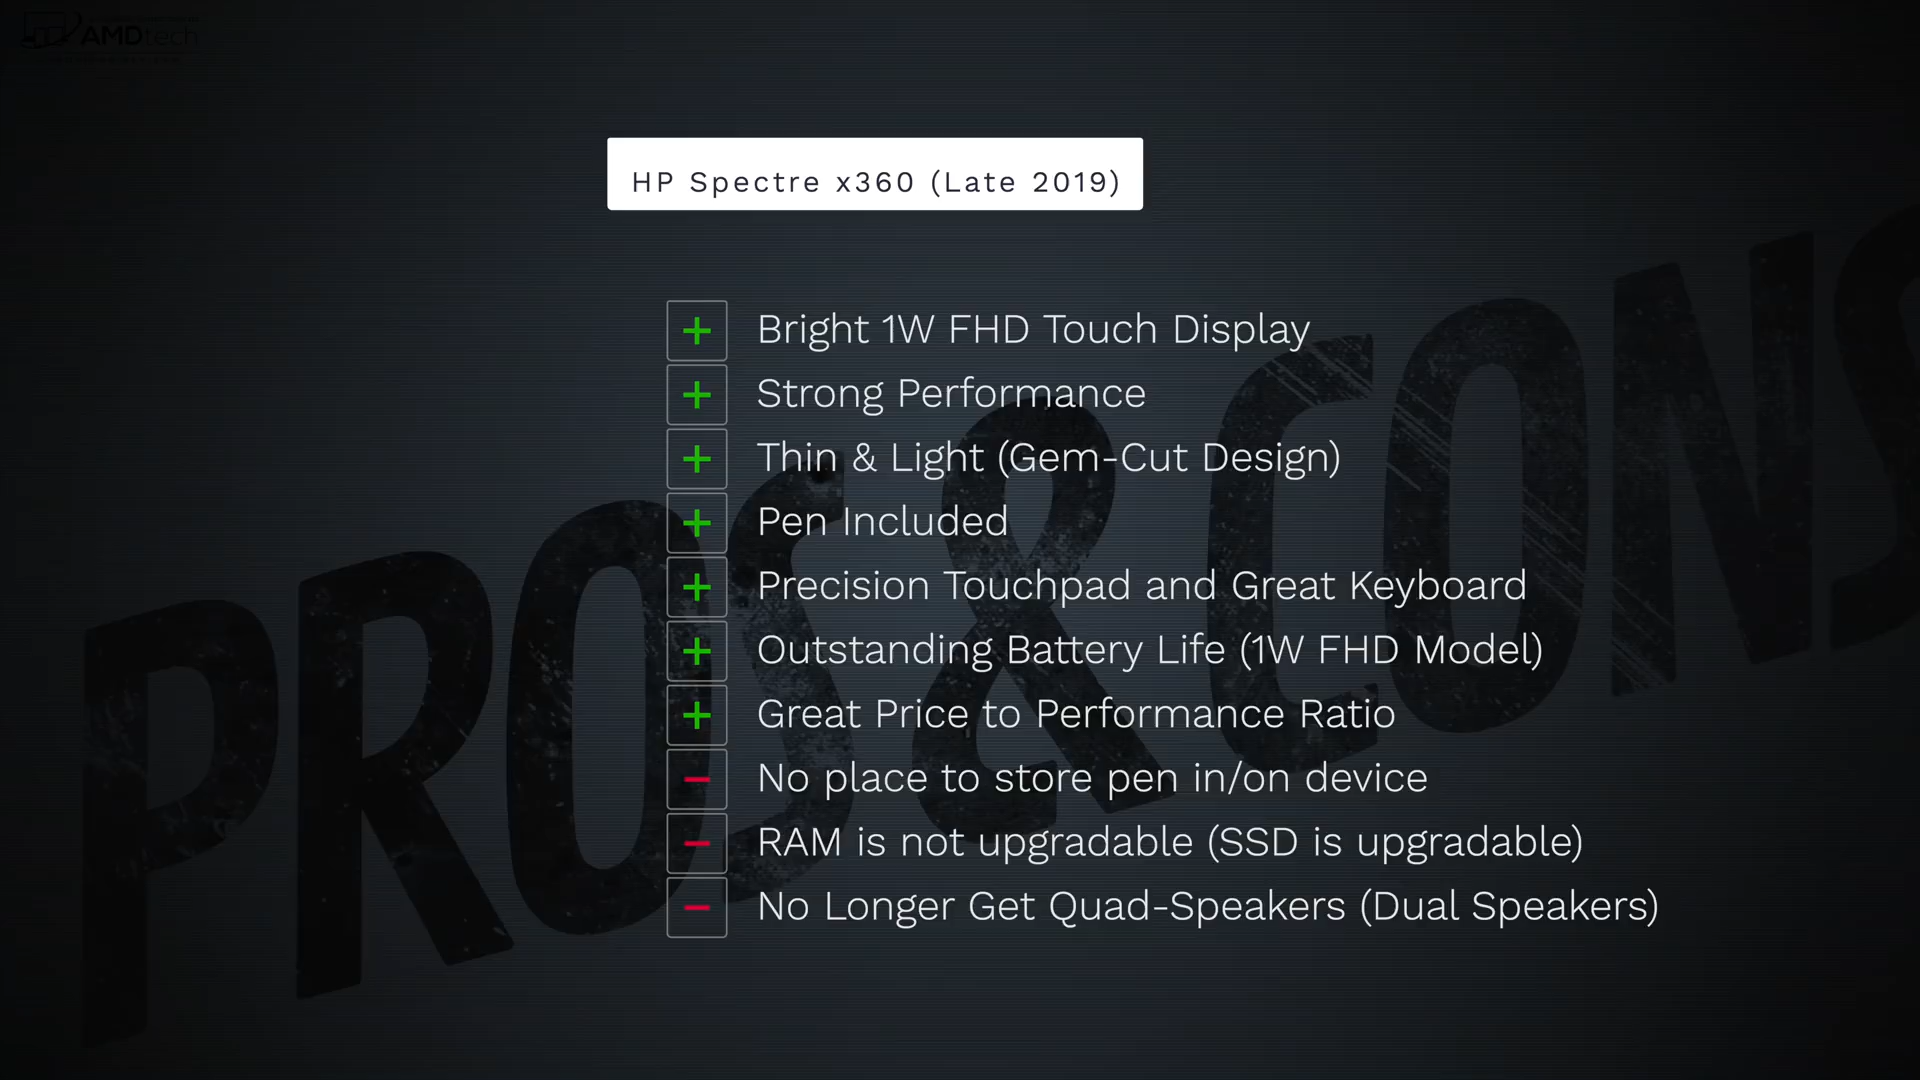 AMDtech
HP Spectre x360 (Late 2019)
PROS & CONS
+ Bright 1W FHD Touch Display
+ Strong Performance
+ Thin & Light (Gem-Cut Design)
+ Pen Included
+ Precision Touchpad and Great Keyboard
+ Outstanding Battery Life (1W FHD Model)
+ Great Price to Performance Ratio
− No place to store pen in/on device
− RAM is not upgradable (SSD is upgradable)
− No Longer Get Quad-Speakers (Dual Speakers)